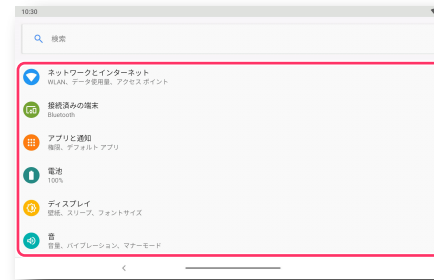 10:30
検索
ネットワークとインターネット
WLAN、データ使用量、アクセス ポイント
接続済みの端末
Bluetooth
アプリと通知
権限、デフォルト アプリ
電池
100%
ディスプレイ
壁紙、スリープ、フォントサイズ
音
音量、バイブレーション、マナーモード